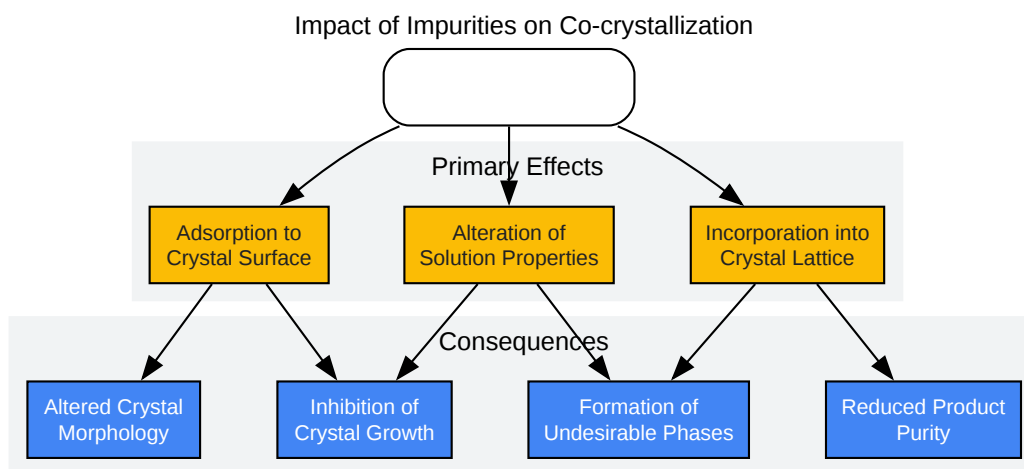 Impact of Impurities on Co-crystallization
Primary Effects
Adsorption to
Crystal Surface
Alteration of
Solution Properties
Incorporation into
Crystal Lattice
Consequences
Altered Crystal
Morphology
Inhibition of
Crystal Growth
Formation of
Undesirable Phases
Reduced Product
Purity